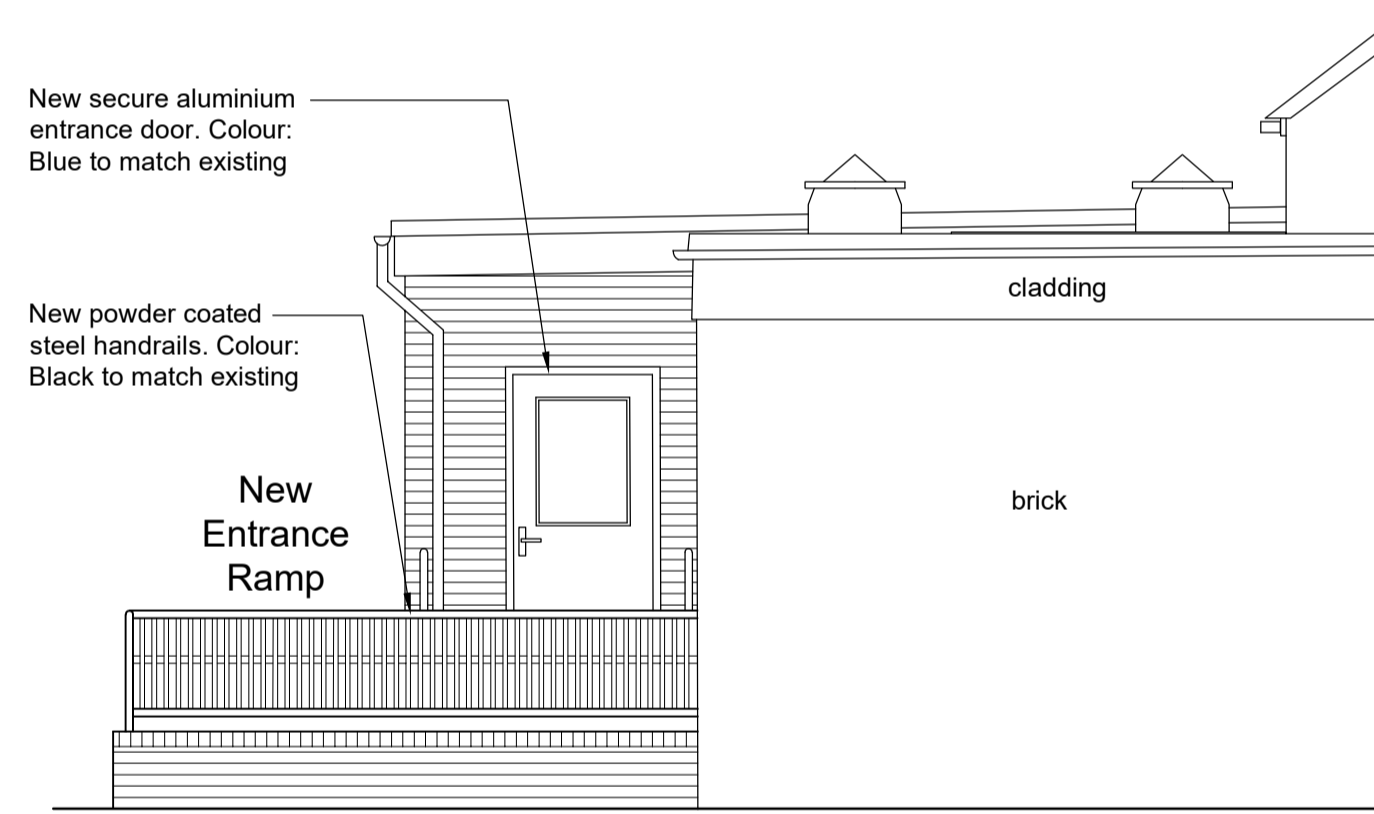 New secure aluminium
entrance door. Colour:
Blue to match existing
cladding
New powder coated
steel handrails. Colour:
Black to match existing
New
Entrance
Ramp
brick